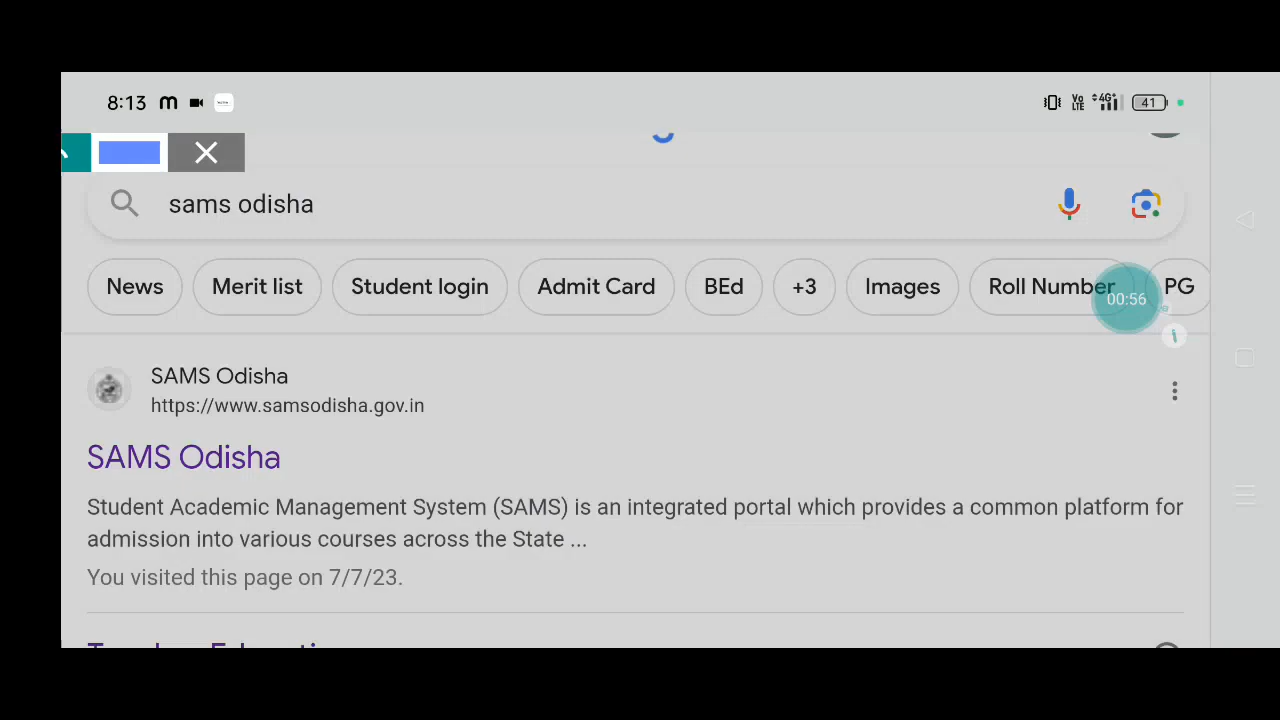 8:13 m Vo LTE 4G+ 41
sams odisha
News Merit list Student login Admit Card BEd +3 Images Roll Number PG
00:56
SAMS Odisha
https://www.samsodisha.gov.in
SAMS Odisha
Student Academic Management System (SAMS) is an integrated portal which provides a common platform for
admission into various courses across the State ...
You visited this page on 7/7/23.